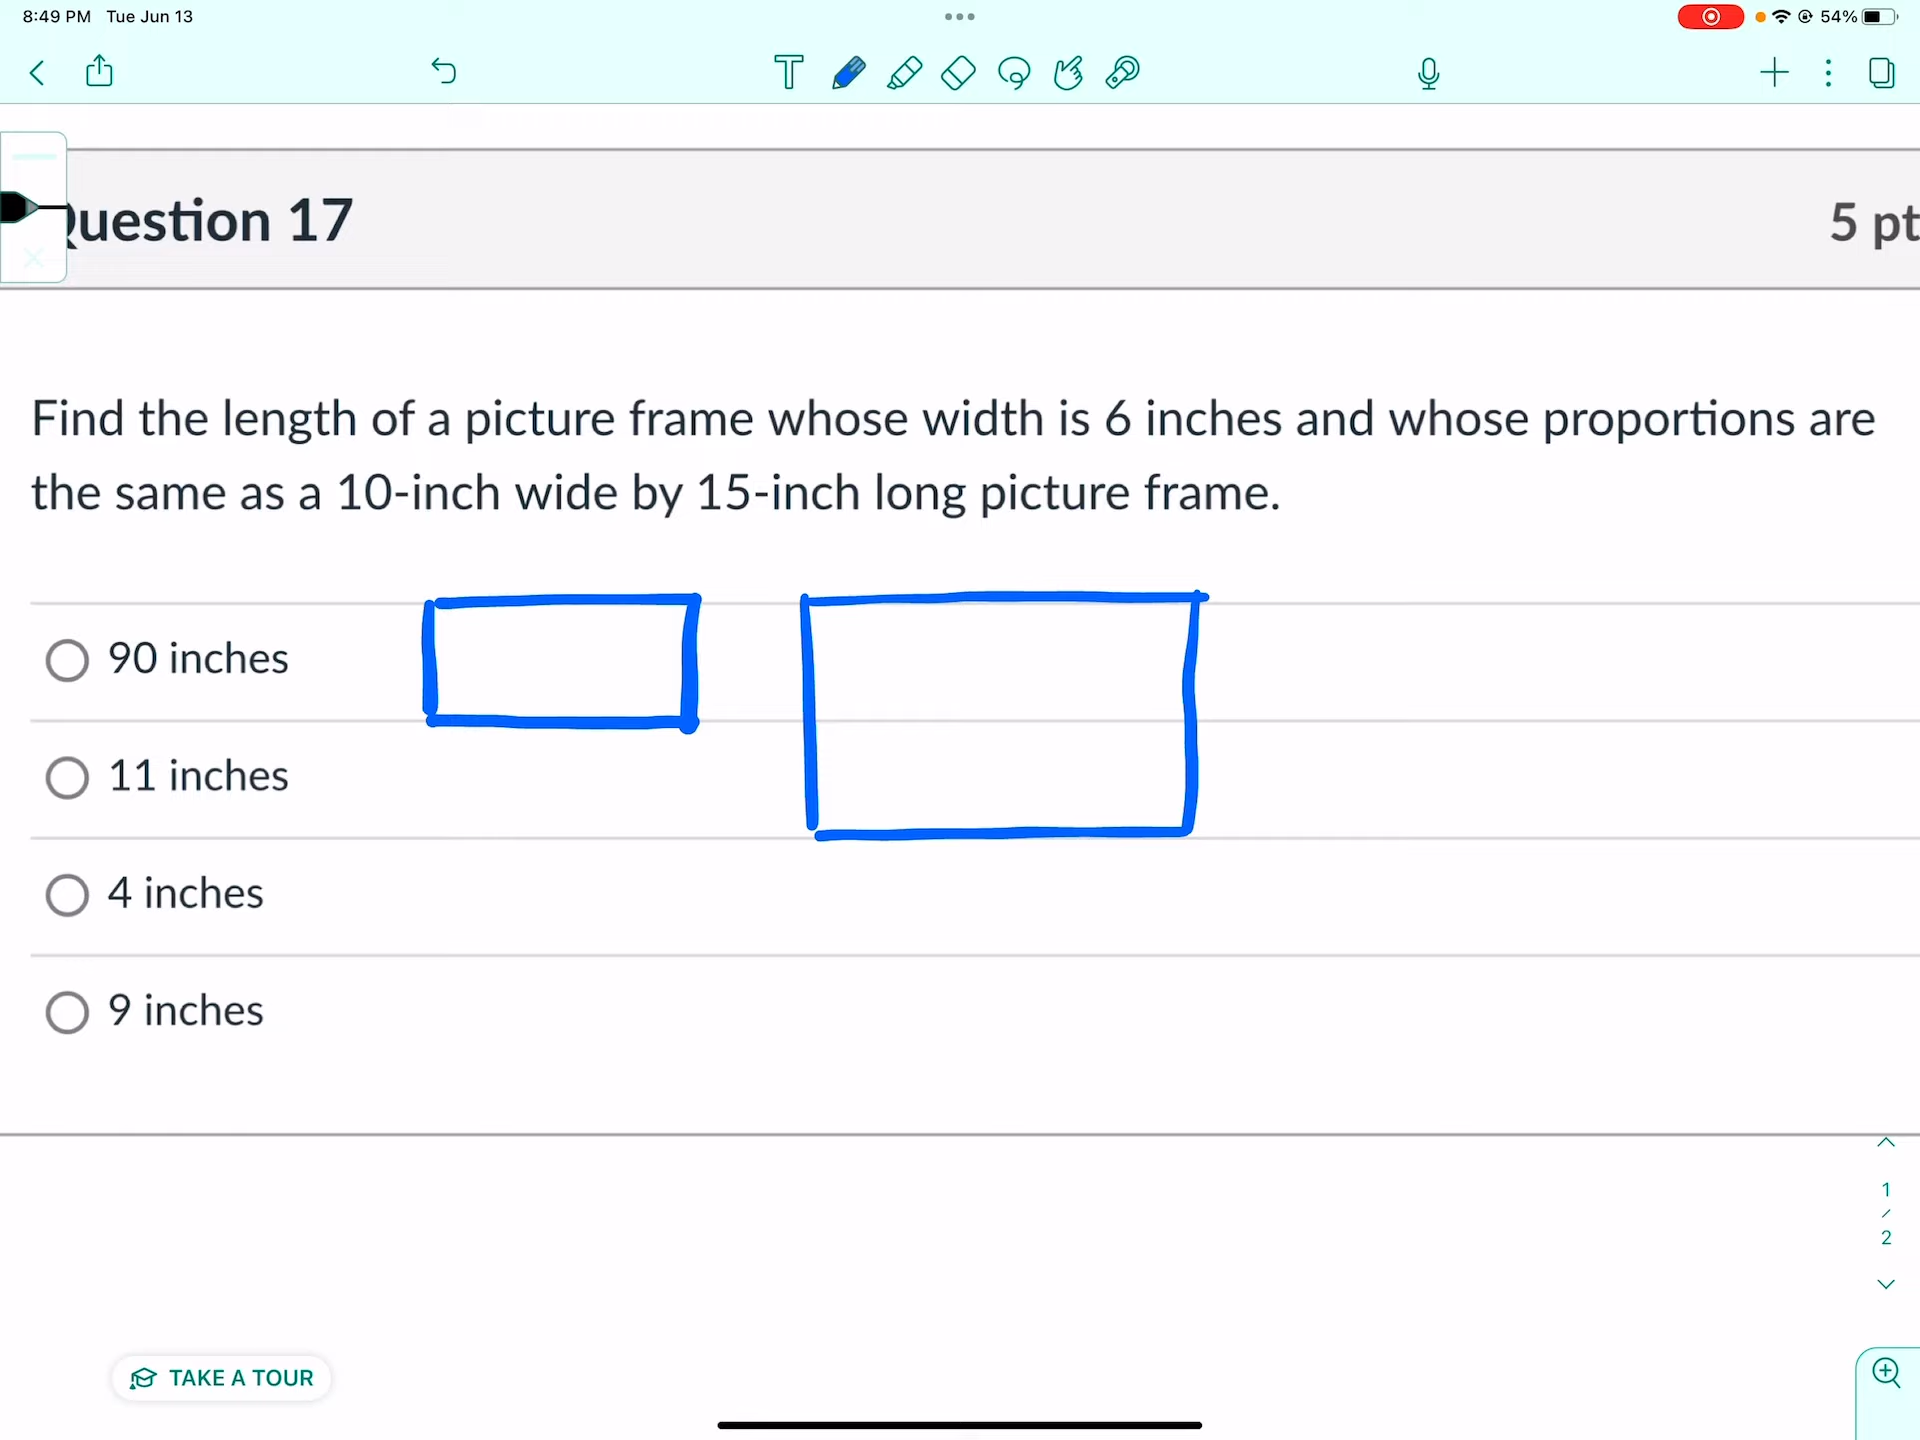 8:49 PM Tue Jun 13
54%
Question 17
5 pt
Find the length of a picture frame whose width is 6 inches and whose proportions are
the same as a 10-inch wide by 15-inch long picture frame.
90 inches
11 inches
4 inches
9 inches
1
/
2
TAKE A TOUR